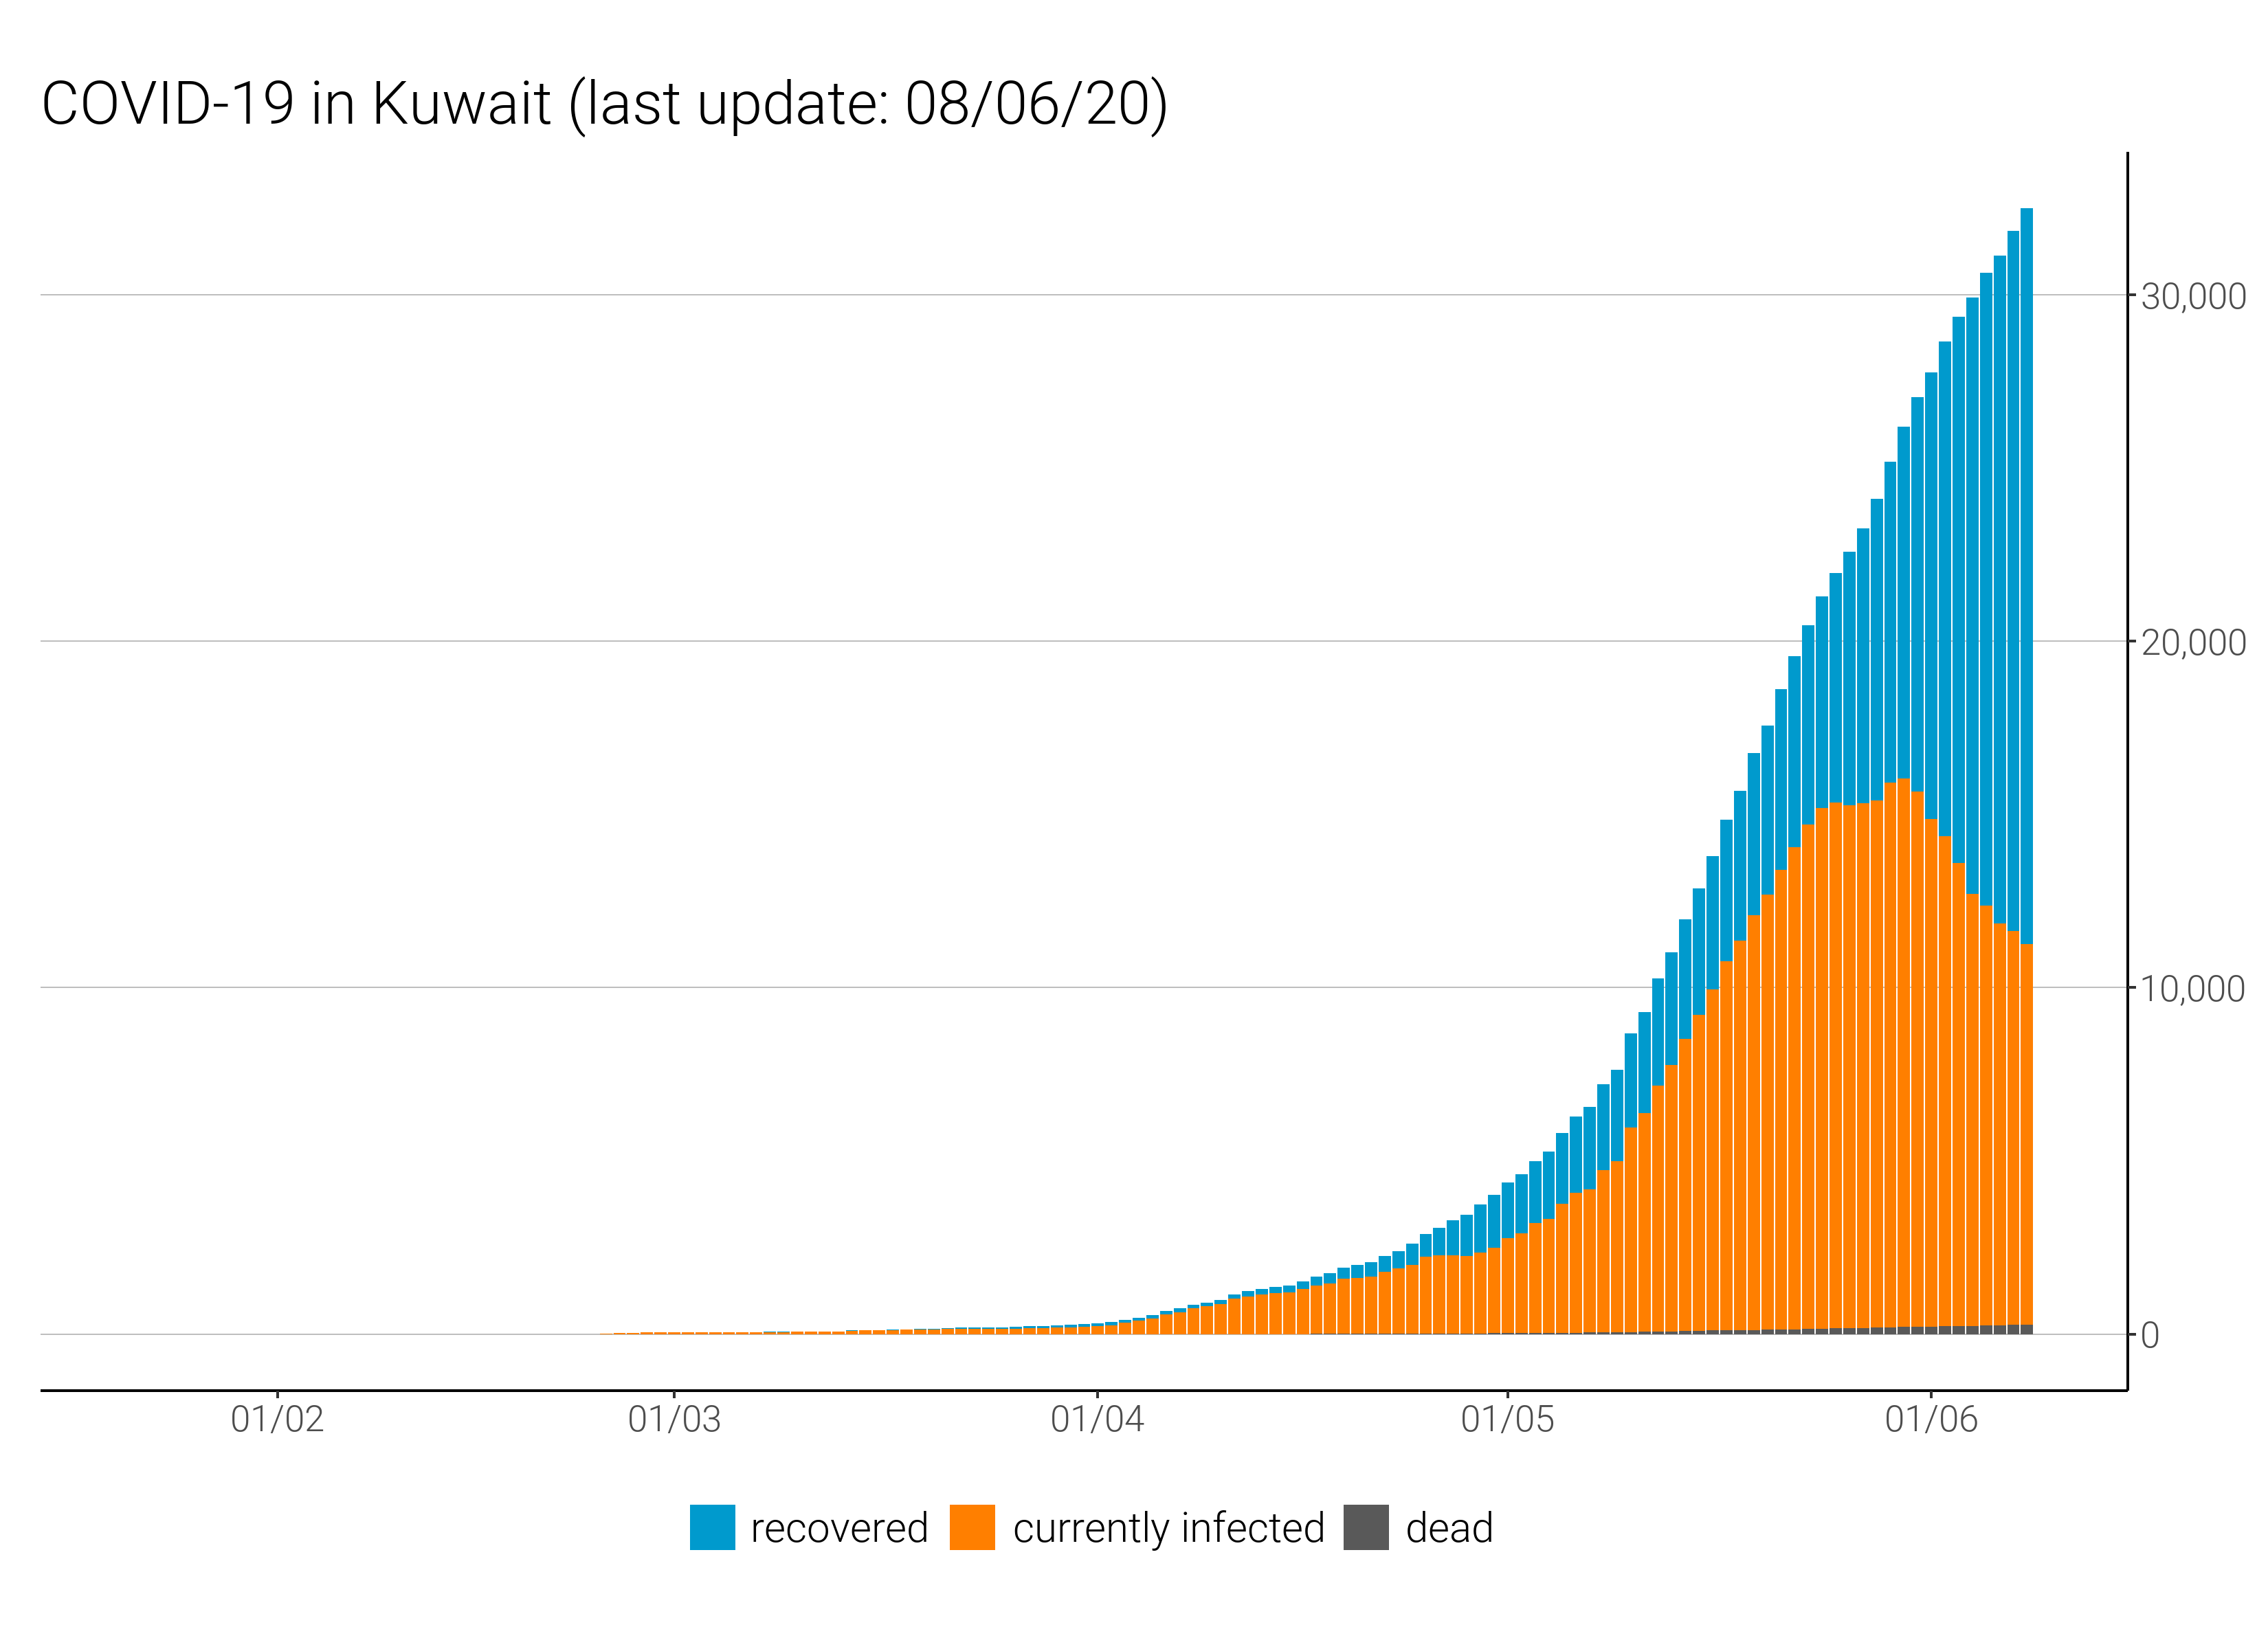 COVID-19 in Kuwait (last update: 08/06/20)
30,000
20,000
10,000
0
01/02 01/03 01/04 01/05 01/06
recovered currently infected dead